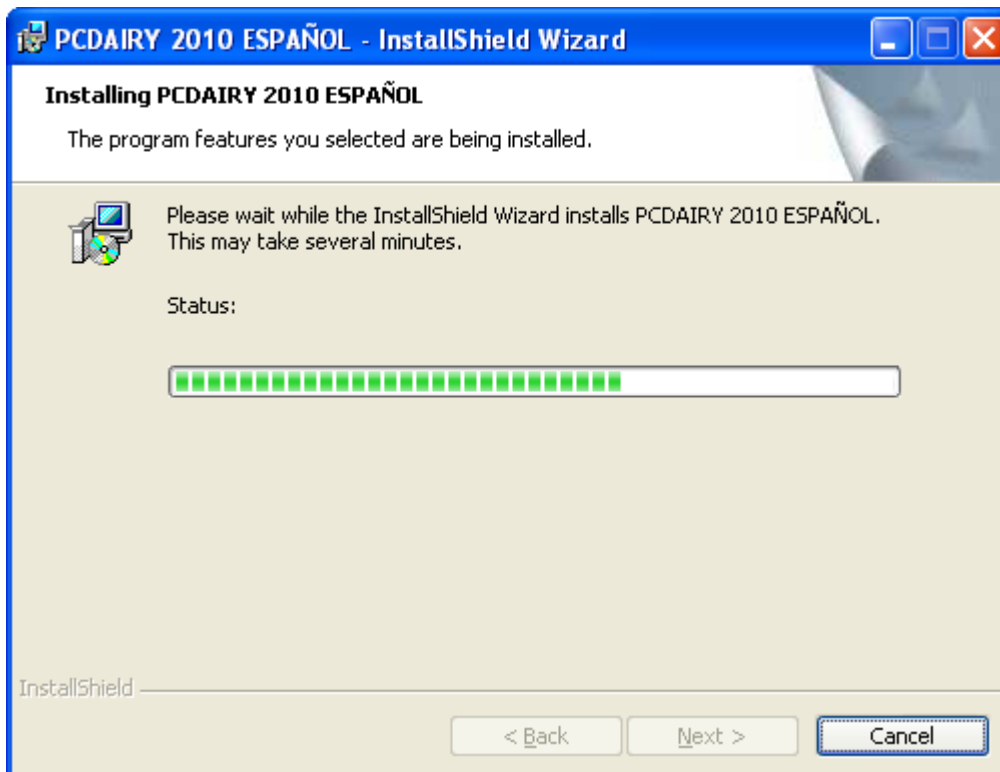 PCDAIRY 2010 ESPAÑOL - InstallShield Wizard
Installing PCDAIRY 2010 ESPAÑOL
The program features you selected are being installed.
Please wait while the InstallShield Wizard installs PCDAIRY 2010 ESPAÑOL.
This may take several minutes.
Status:
InstallShield
< Back Next > Cancel